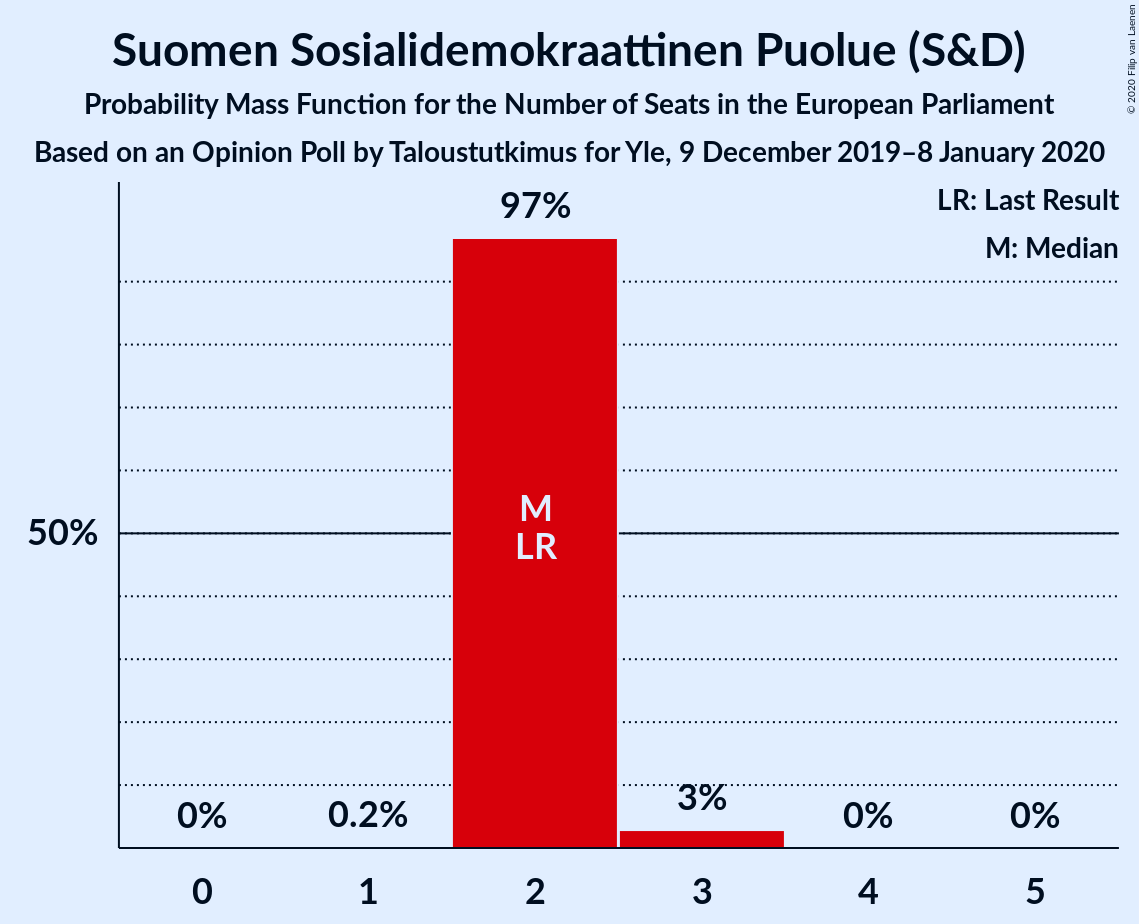 Suomen Sosialidemokraattinen Puolue (S&D)
Probability Mass Function for the Number of Seats in the European Parliament
Based on an Opinion Poll by Taloustutkimus for Yle, 9 December 2019–8 January 2020
© 2020 Filip van Laenen
LR: Last Result
M: Median
97%
M
LR
50%
0%
0.2%
3%
0%
0%
0
1
2
3
4
5